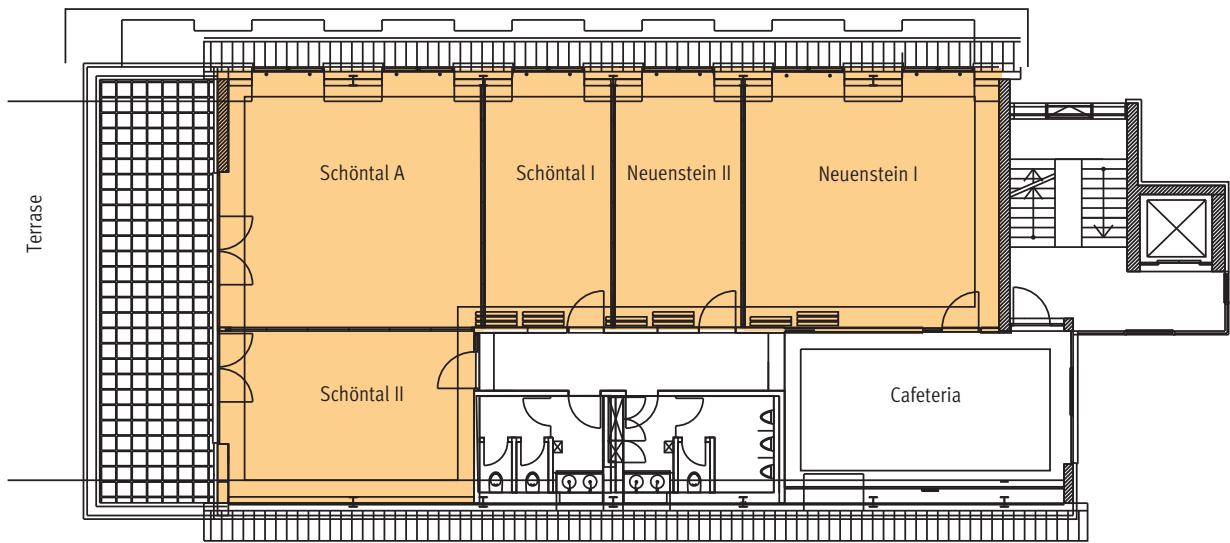 Schöntal A
Schöntal I
Neuenstein II
Neuenstein I
Terrase
Schöntal II
Cafeteria